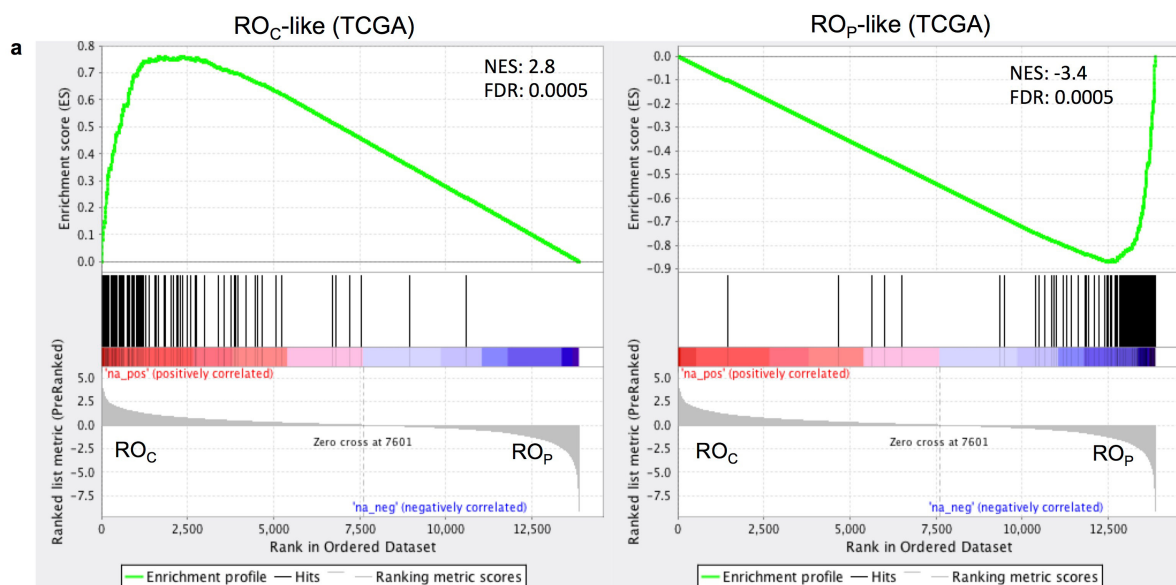 a
RO_C-like (TCGA)
Enrichment score (ES)
0.8
0.7
0.6
0.5
0.4
0.3
0.2
0.1
0.0
NES: 2.8
FDR: 0.0005
'na_pos' (positively correlated)
Ranked list metric (PreRanked)
5.0
2.5
0.0
-2.5
-5.0
-7.5
Zero cross at 7601
RO_C
RO_P
'na_neg' (negatively correlated)
0 2,500 5,000 7,500 10,000 12,500
Rank in Ordered Dataset
Enrichment profile Hits Ranking metric scores
RO_P-like (TCGA)
Enrichment score (ES)
0.0
-0.1
-0.2
-0.3
-0.4
-0.5
-0.6
-0.7
-0.8
-0.9
NES: -3.4
FDR: 0.0005
'na_pos' (positively correlated)
Ranked list metric (PreRanked)
5.0
2.5
0.0
-2.5
-5.0
-7.5
Zero cross at 7601
RO_C
RO_P
'na_neg' (negatively correlated)
0 2,500 5,000 7,500 10,000 12,500
Rank in Ordered Dataset
Enrichment profile Hits Ranking metric scores